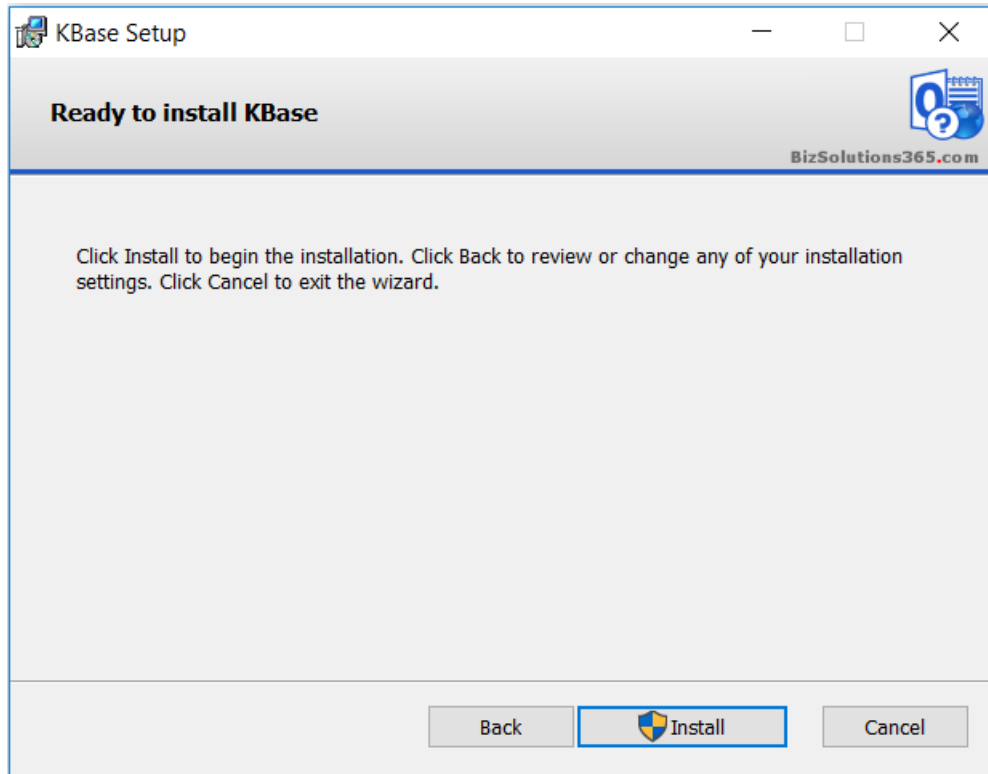 KBase Setup
Ready to install KBase
BizSolutions365.com
Click Install to begin the installation. Click Back to review or change any of your installation
settings. Click Cancel to exit the wizard.
Back
Install
Cancel